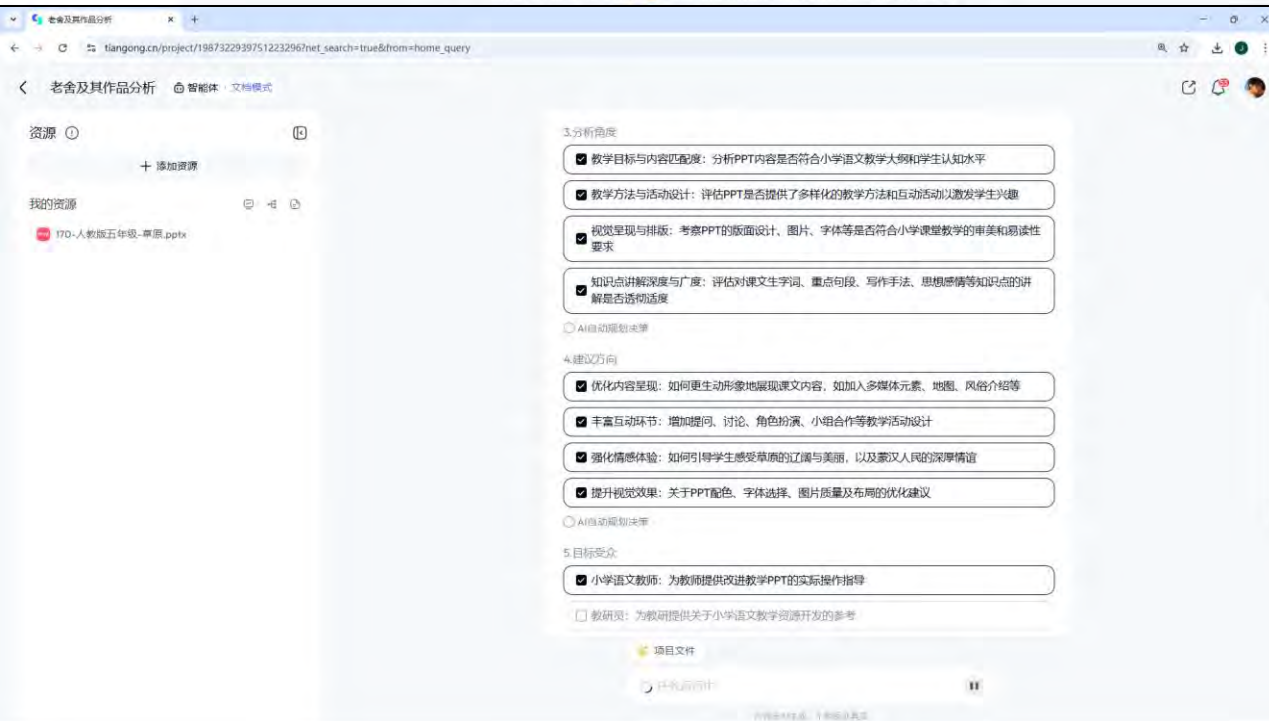 老舍及其作品分析
tiangong.cn/project/1987322939751223296?net_search=true&from=home_query
老舍及其作品分析 智能体 · 文档模式
资源
+ 添加资源
我的资源
170-人教版五年级-草原.pptx
3.分析角度
教学目标与内容匹配度：分析PPT内容是否符合小学语文教学大纲和学生认知水平
教学方法与活动设计：评估PPT是否提供了多样化的教学方法和互动活动以激发学生兴趣
视觉呈现与排版：考察PPT的版面设计、图片、字体等是否符合小学课堂教学的审美和易读性
要求
知识点讲解深度与广度：评估对课文生字词、重点句段、写作手法、思想感情等知识点的讲
解是否透彻适度
AI自动规划决策
4.建议方向
优化内容呈现：如何更生动形象地展现课文内容，如加入多媒体元素、地图、风俗介绍等
丰富互动环节：增加提问、讨论、角色扮演、小组合作等教学活动设计
强化情感体验：如何引导学生感受草原的辽阔与美丽，以及蒙汉人民的深厚情谊
提升视觉效果：关于PPT配色、字体选择、图片质量及布局的优化建议
AI自动规划决策
5.目标受众
小学语文教师：为教师提供改进教学PPT的实际操作指导
教研员：为教研提供关于小学语文教学资源开发的参考
项目文件
任务运行中